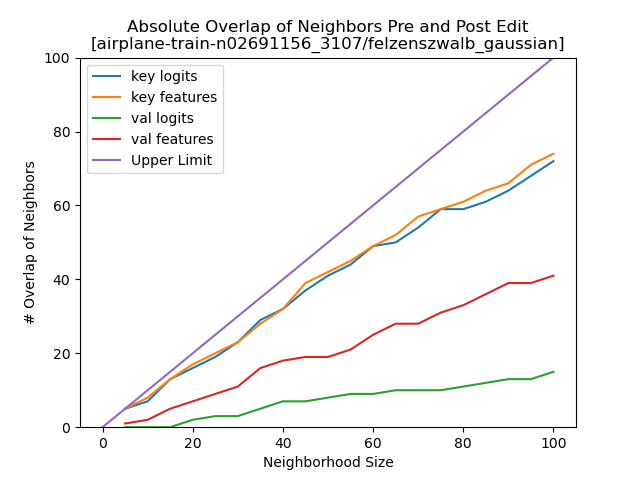 Absolute Overlap of Neighbors Pre and Post Edit
[airplane-train-n02691156_3107/felzenszwalb_gaussian]
100
80
60
40
20
0
# Overlap of Neighbors
key logits
key features
val logits
val features
Upper Limit
0 20 40 60 80 100
Neighborhood Size